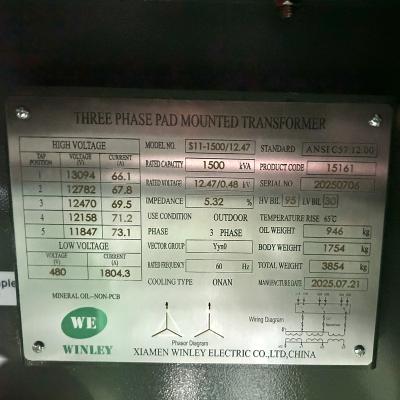 THREE PHASE PAD MOUNTED TRANSFORMER
HIGH VOLTAGE
TAP POSITION VOLTAGE (V) CURRENT (A)
1 13094 66.1
2 12782 67.8
3 12470 69.5
4 12158 71.2
5 11847 73.1
LOW VOLTAGE
VOLTAGE (V) CURRENT (A)
480 1804.3
MINERAL OIL-NON-PCB
MODEL NO. S11-1500/12.47 STANDARD ANSI C57.12.00
RATED CAPACITY 1500 kVA PRODUCT CODE 15161
RATED VOLTAGE 12.47/0.48 kV SERIAL NO 20250706
IMPEDANCE 5.32 % HV BIL 95 LV BIL 30
USE CONDITION OUTDOOR TEMPERATURE RISE 65℃
PHASE 3 PHASE OIL WEIGHT 946 kg
VECTOR GROUP Yyn0 BODY WEIGHT 1754 kg
RATED FREQUENCY 60 Hz TOTAL WEIGHT 3854 kg
COOLING TYPE ONAN MANUFACTURE DATE 2025.07.21
WE
WINLEY
Phasor Diagram
Wiring Diagram
XIAMEN WINLEY ELECTRIC CO.,LTD,CHINA
ple